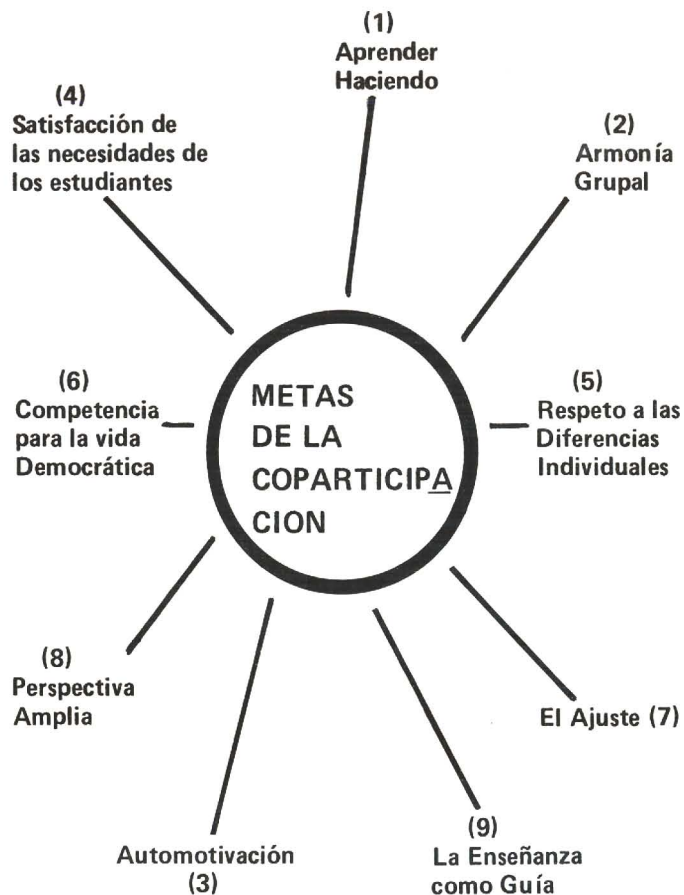 (1)
Aprender
Haciendo
(4)
Satisfacción de
las necesidades de
los estudiantes
(2)
Armonía
Grupal
METAS
DE LA
COPARTICIPA
CION
(6)
Competencia
para la vida
Democrática
(5)
Respeto a las
Diferencias
Individuales
(8)
Perspectiva
Amplia
El Ajuste (7)
Automotivación
(3)
(9)
La Enseñanza
como Guía